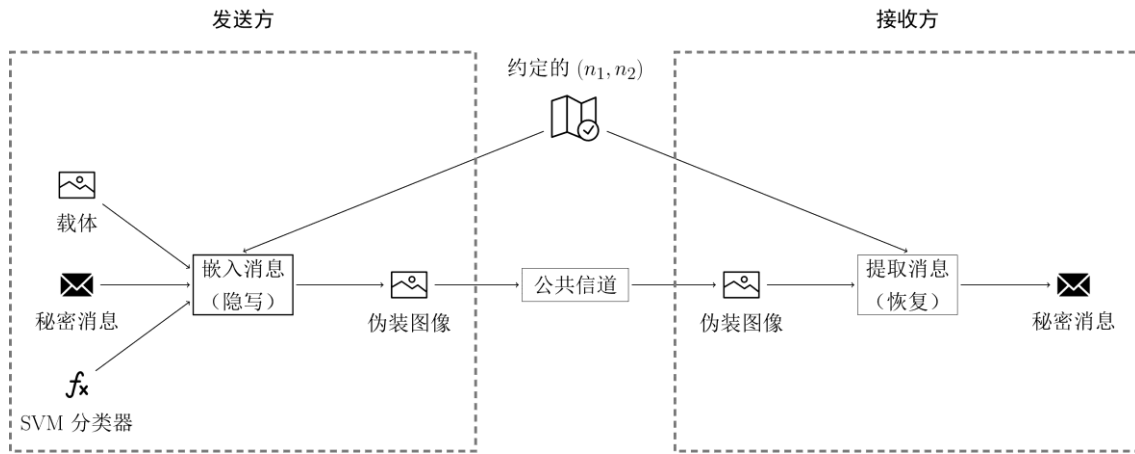 发送方
接收方
约定的 (n₁, n₂)
载体
嵌入消息
（隐写）
提取消息
（恢复）
公共信道
秘密消息
伪装图像
伪装图像
秘密消息
fx
SVM 分类器